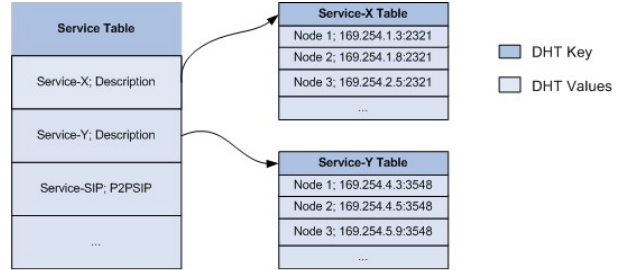 Service Table
Service-X; Description
Service-Y; Description
Service-SIP; P2PSIP
...
Service-X Table
Node 1; 169.254.1.3:2321
Node 2; 169.254.1.8:2321
Node 3; 169.254.2.5:2321
...
Service-Y Table
Node 1; 169.254.4.3:3548
Node 2; 169.254.4.5:3548
Node 3; 169.254.5.9:3548
...
DHT Key
DHT Values